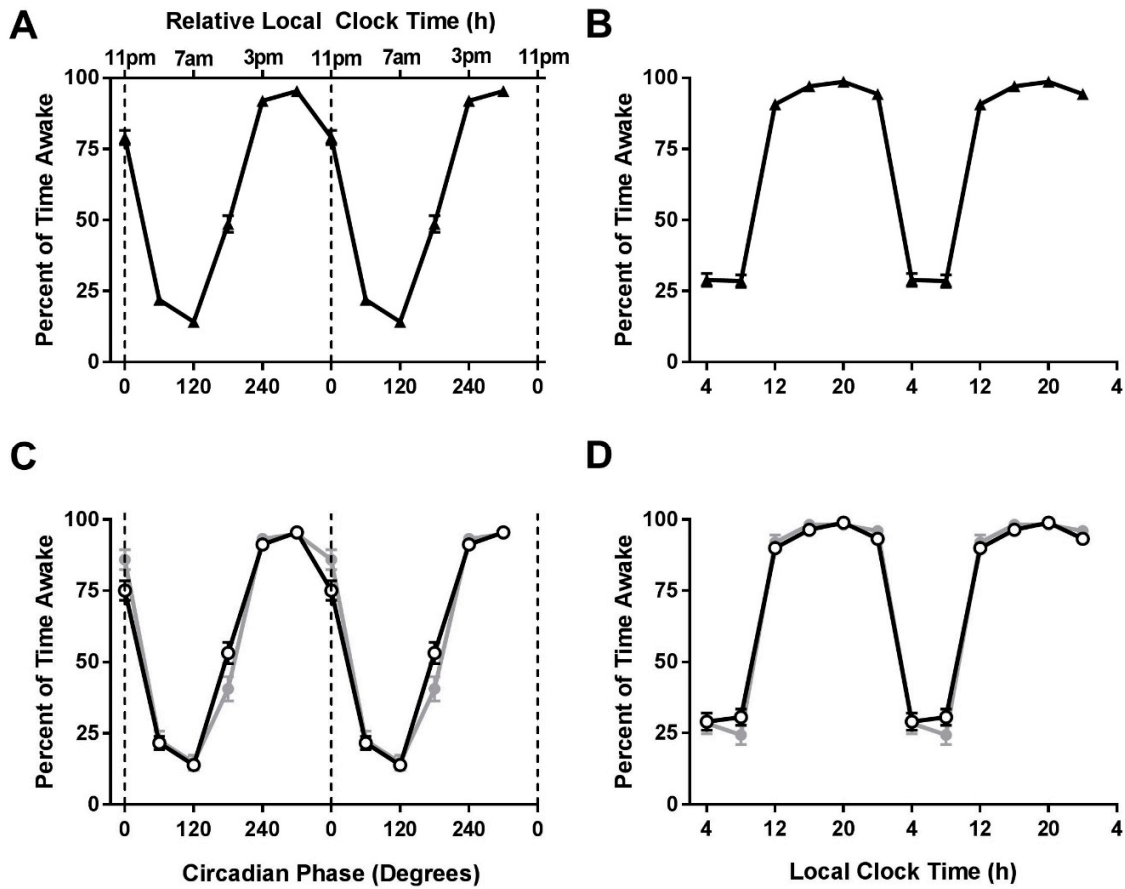 A
Relative Local Clock Time (h)
11pm 7am 3pm 11pm 7am 3pm 11pm
Percent of Time Awake
100
75
50
25
0
0 120 240 0 120 240 0
B
Percent of Time Awake
100
75
50
25
0
4 12 20 4 12 20 4
C
Percent of Time Awake
100
75
50
25
0
0 120 240 0 120 240 0
Circadian Phase (Degrees)
D
Percent of Time Awake
100
75
50
25
0
4 12 20 4 12 20 4
Local Clock Time (h)